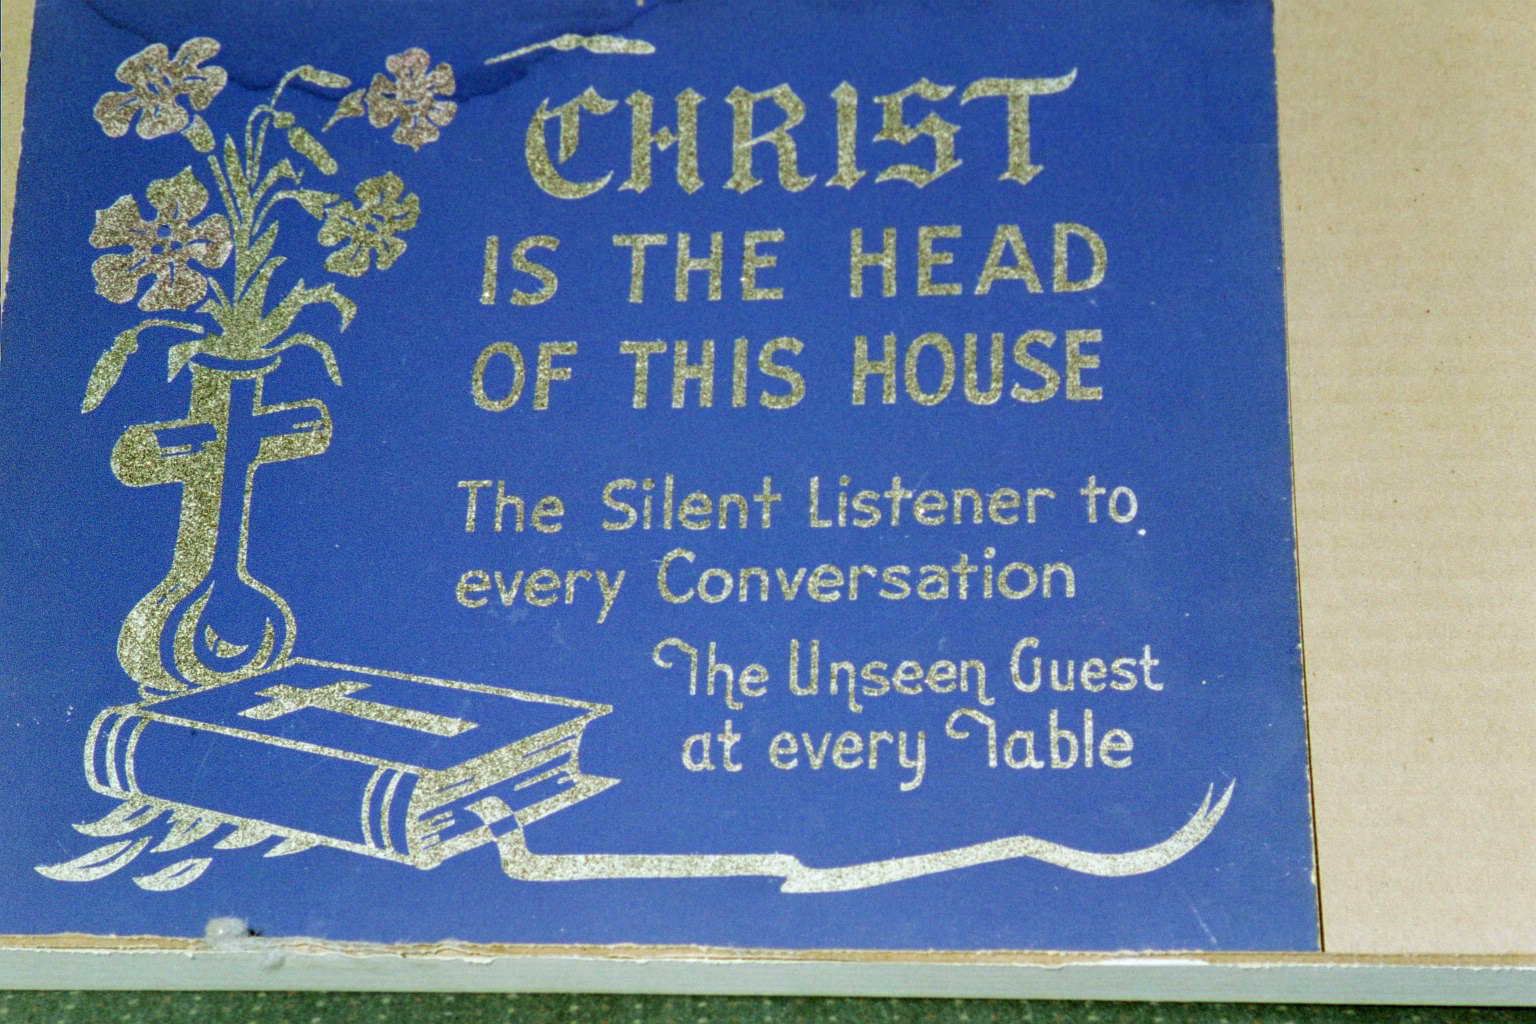 CHRIST
IS THE HEAD
OF THIS HOUSE
The Silent Listener to
every Conversation
The Unseen Guest
at every Table